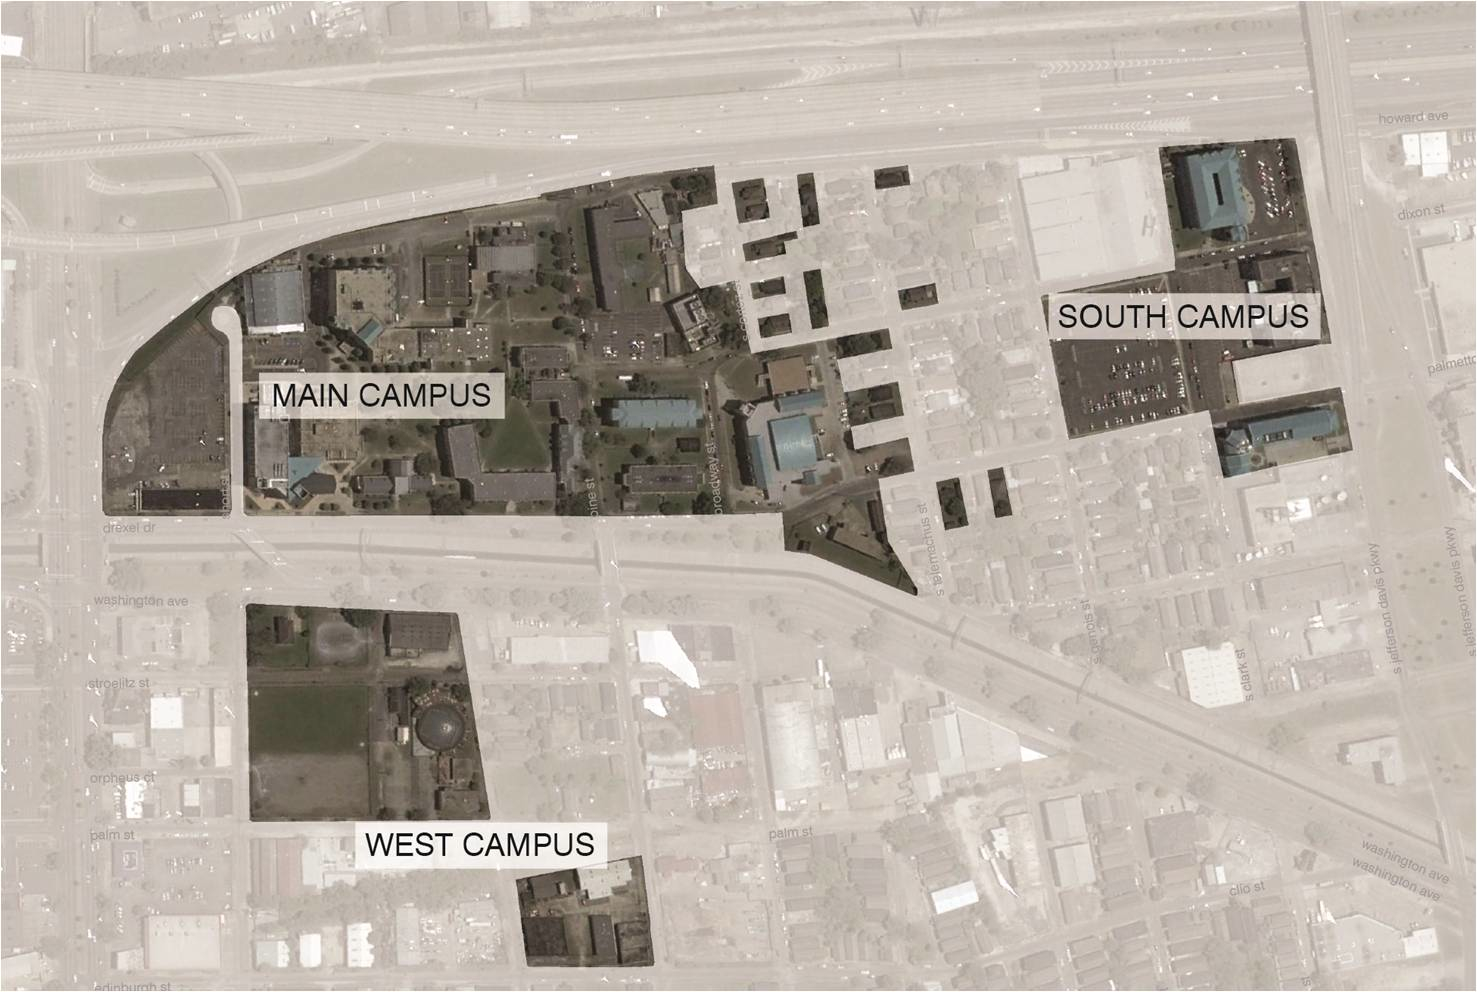 howard ave
dixon st
SOUTH CAMPUS
palmetto
MAIN CAMPUS
pine st
broadway st
drexel dr
s telemachus st
s jefferson davis pkwy
s jefferson davis pkwy
washington ave
s genois st
s clark st
stroelitz st
orpheus ct
palm st
palm st
WEST CAMPUS
washington ave
washington ave
clio st
edinburgh st